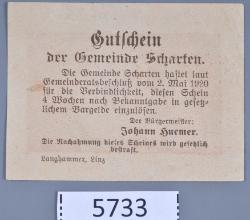 Gutschein
der Gemeinde Scharten.
Die Gemeinde Scharten haftet laut
Gemeinderatsbeschluß vom 2. Mai 1920
für die Verbindlichkeit, diesen Schein
4 Wochen nach Bekanntgabe in gesetz-
lichem Bargelde einzulösen.
Der Bürgermeister:
Johann Huemer.
Die Nachahmung dieses Scheines wird gesetzlich
bestraft.
Langhammer, Linz
5733